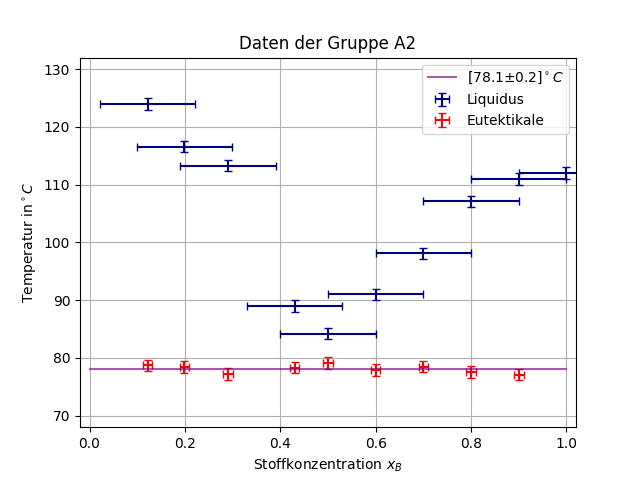 Daten der Gruppe A2
130
120
110
100
90
80
70
Temperatur in °C
[78.1±0.2]°C
Liquidus
Eutektikale
0.0 0.2 0.4 0.6 0.8 1.0
Stoffkonzentration x_B